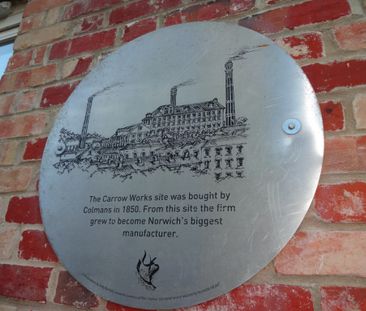 The Carrow Works site was bought by
Colmans in 1850. From this site the firm
grew to become Norwich's biggest
manufacturer.